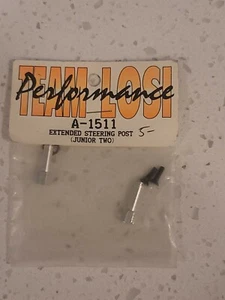 TEAM LOSI
Performance
A-1511
EXTENDED STEERING POST 5-
(JUNIOR TWO)